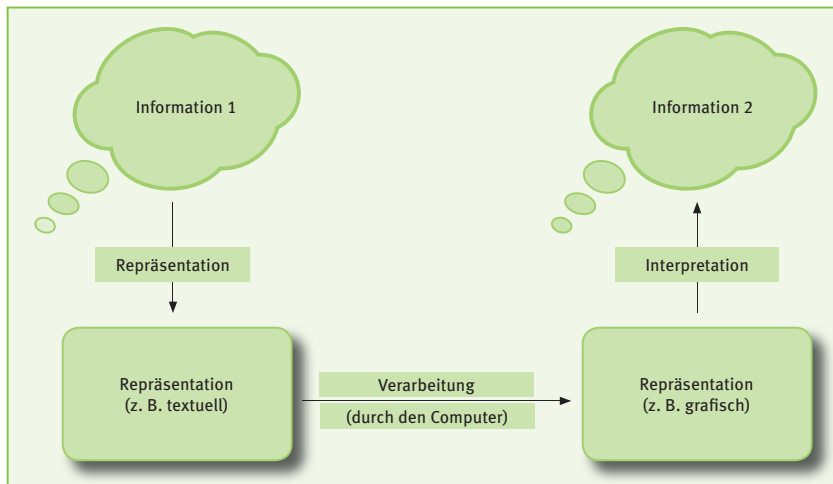 Information 1
Information 2
Repräsentation
Interpretation
Repräsentation
(z. B. textuell)
Verarbeitung
(durch den Computer)
Repräsentation
(z. B. grafisch)